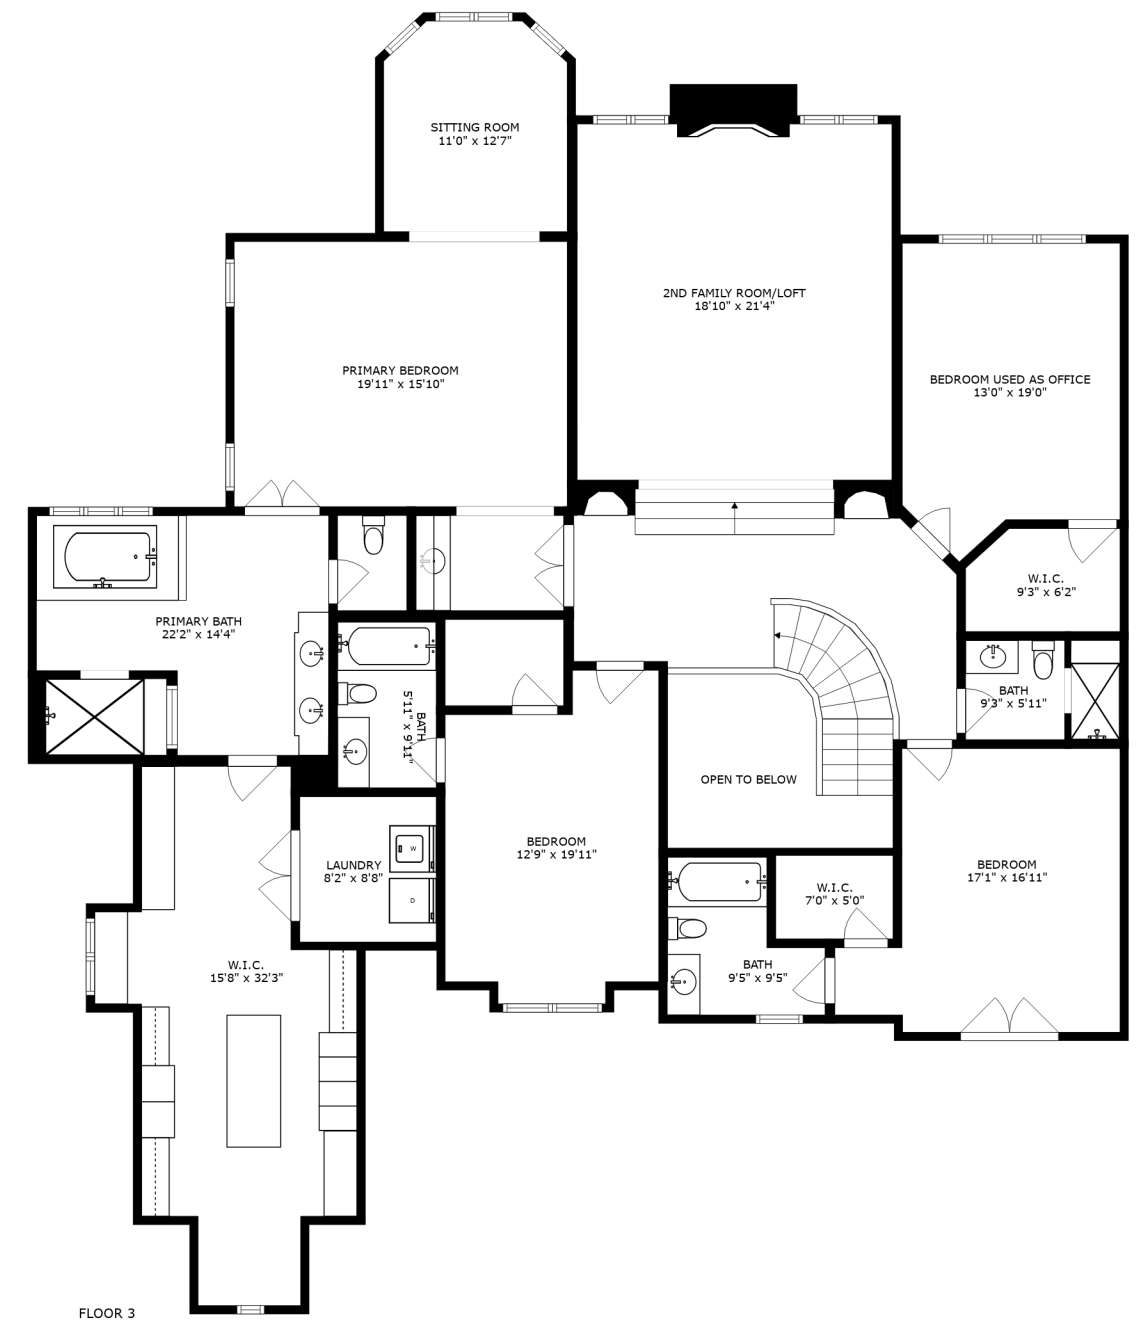 SITTING ROOM
11'0" x 12'7"
2ND FAMILY ROOM/LOFT
18'10" x 21'4"
PRIMARY BEDROOM
19'11" x 15'10"
BEDROOM USED AS OFFICE
13'0" x 19'0"
W.I.C.
9'3" x 6'2"
PRIMARY BATH
22'2" x 14'4"
BATH
9'3" x 5'11"
BATH
5'11" x 9'11"
OPEN TO BELOW
BEDROOM
12'9" x 19'11"
W
LAUNDRY
8'2" x 8'8"
D
BEDROOM
17'1" x 16'11"
W.I.C.
7'0" x 5'0"
W.I.C.
15'8" x 32'3"
BATH
9'5" x 9'5"
FLOOR 3